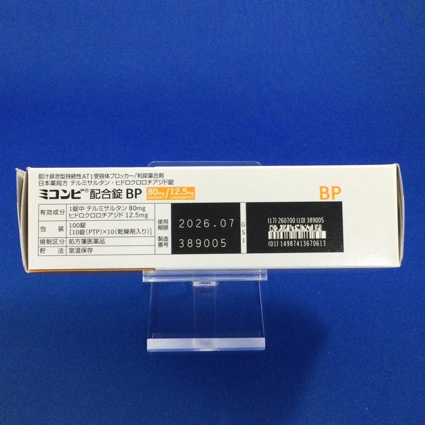 胆汁排泄型持続性AT1受容体ブロッカー/利尿薬合剤
日本薬局方 テルミサルタン・ヒドロクロロチアジド錠
ミコンビ®配合錠 BP 80mg/12.5mg
有効成分 1錠中 テルミサルタン 80mg
ヒドロクロロチアジド 12.5mg
包装 100錠
[10錠(PTP)×10(乾燥剤入り)]
規制区分 処方箋医薬品
貯法 室温保存
使用期限 2026.07
製造番号 389005
GSI
BP
(17) 260700 (10) 389005
(01) 14987413670613